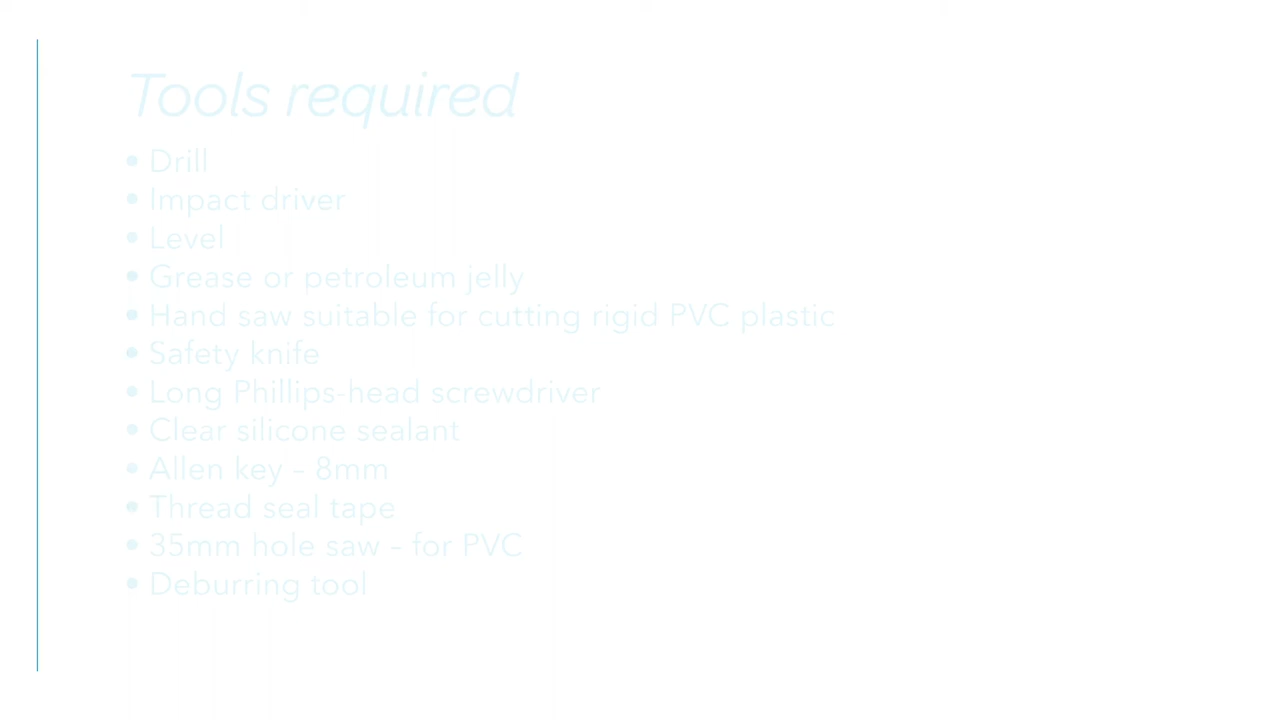 Tools required
• Drill
• Impact driver
• Level
• Grease or petroleum jelly
• Hand saw suitable for cutting rigid PVC plastic
• Safety knife
• Long Phillips-head screwdriver
• Clear silicone sealant
• Allen key – 8mm
• Thread seal tape
• 35mm hole saw – for PVC
• Deburring tool